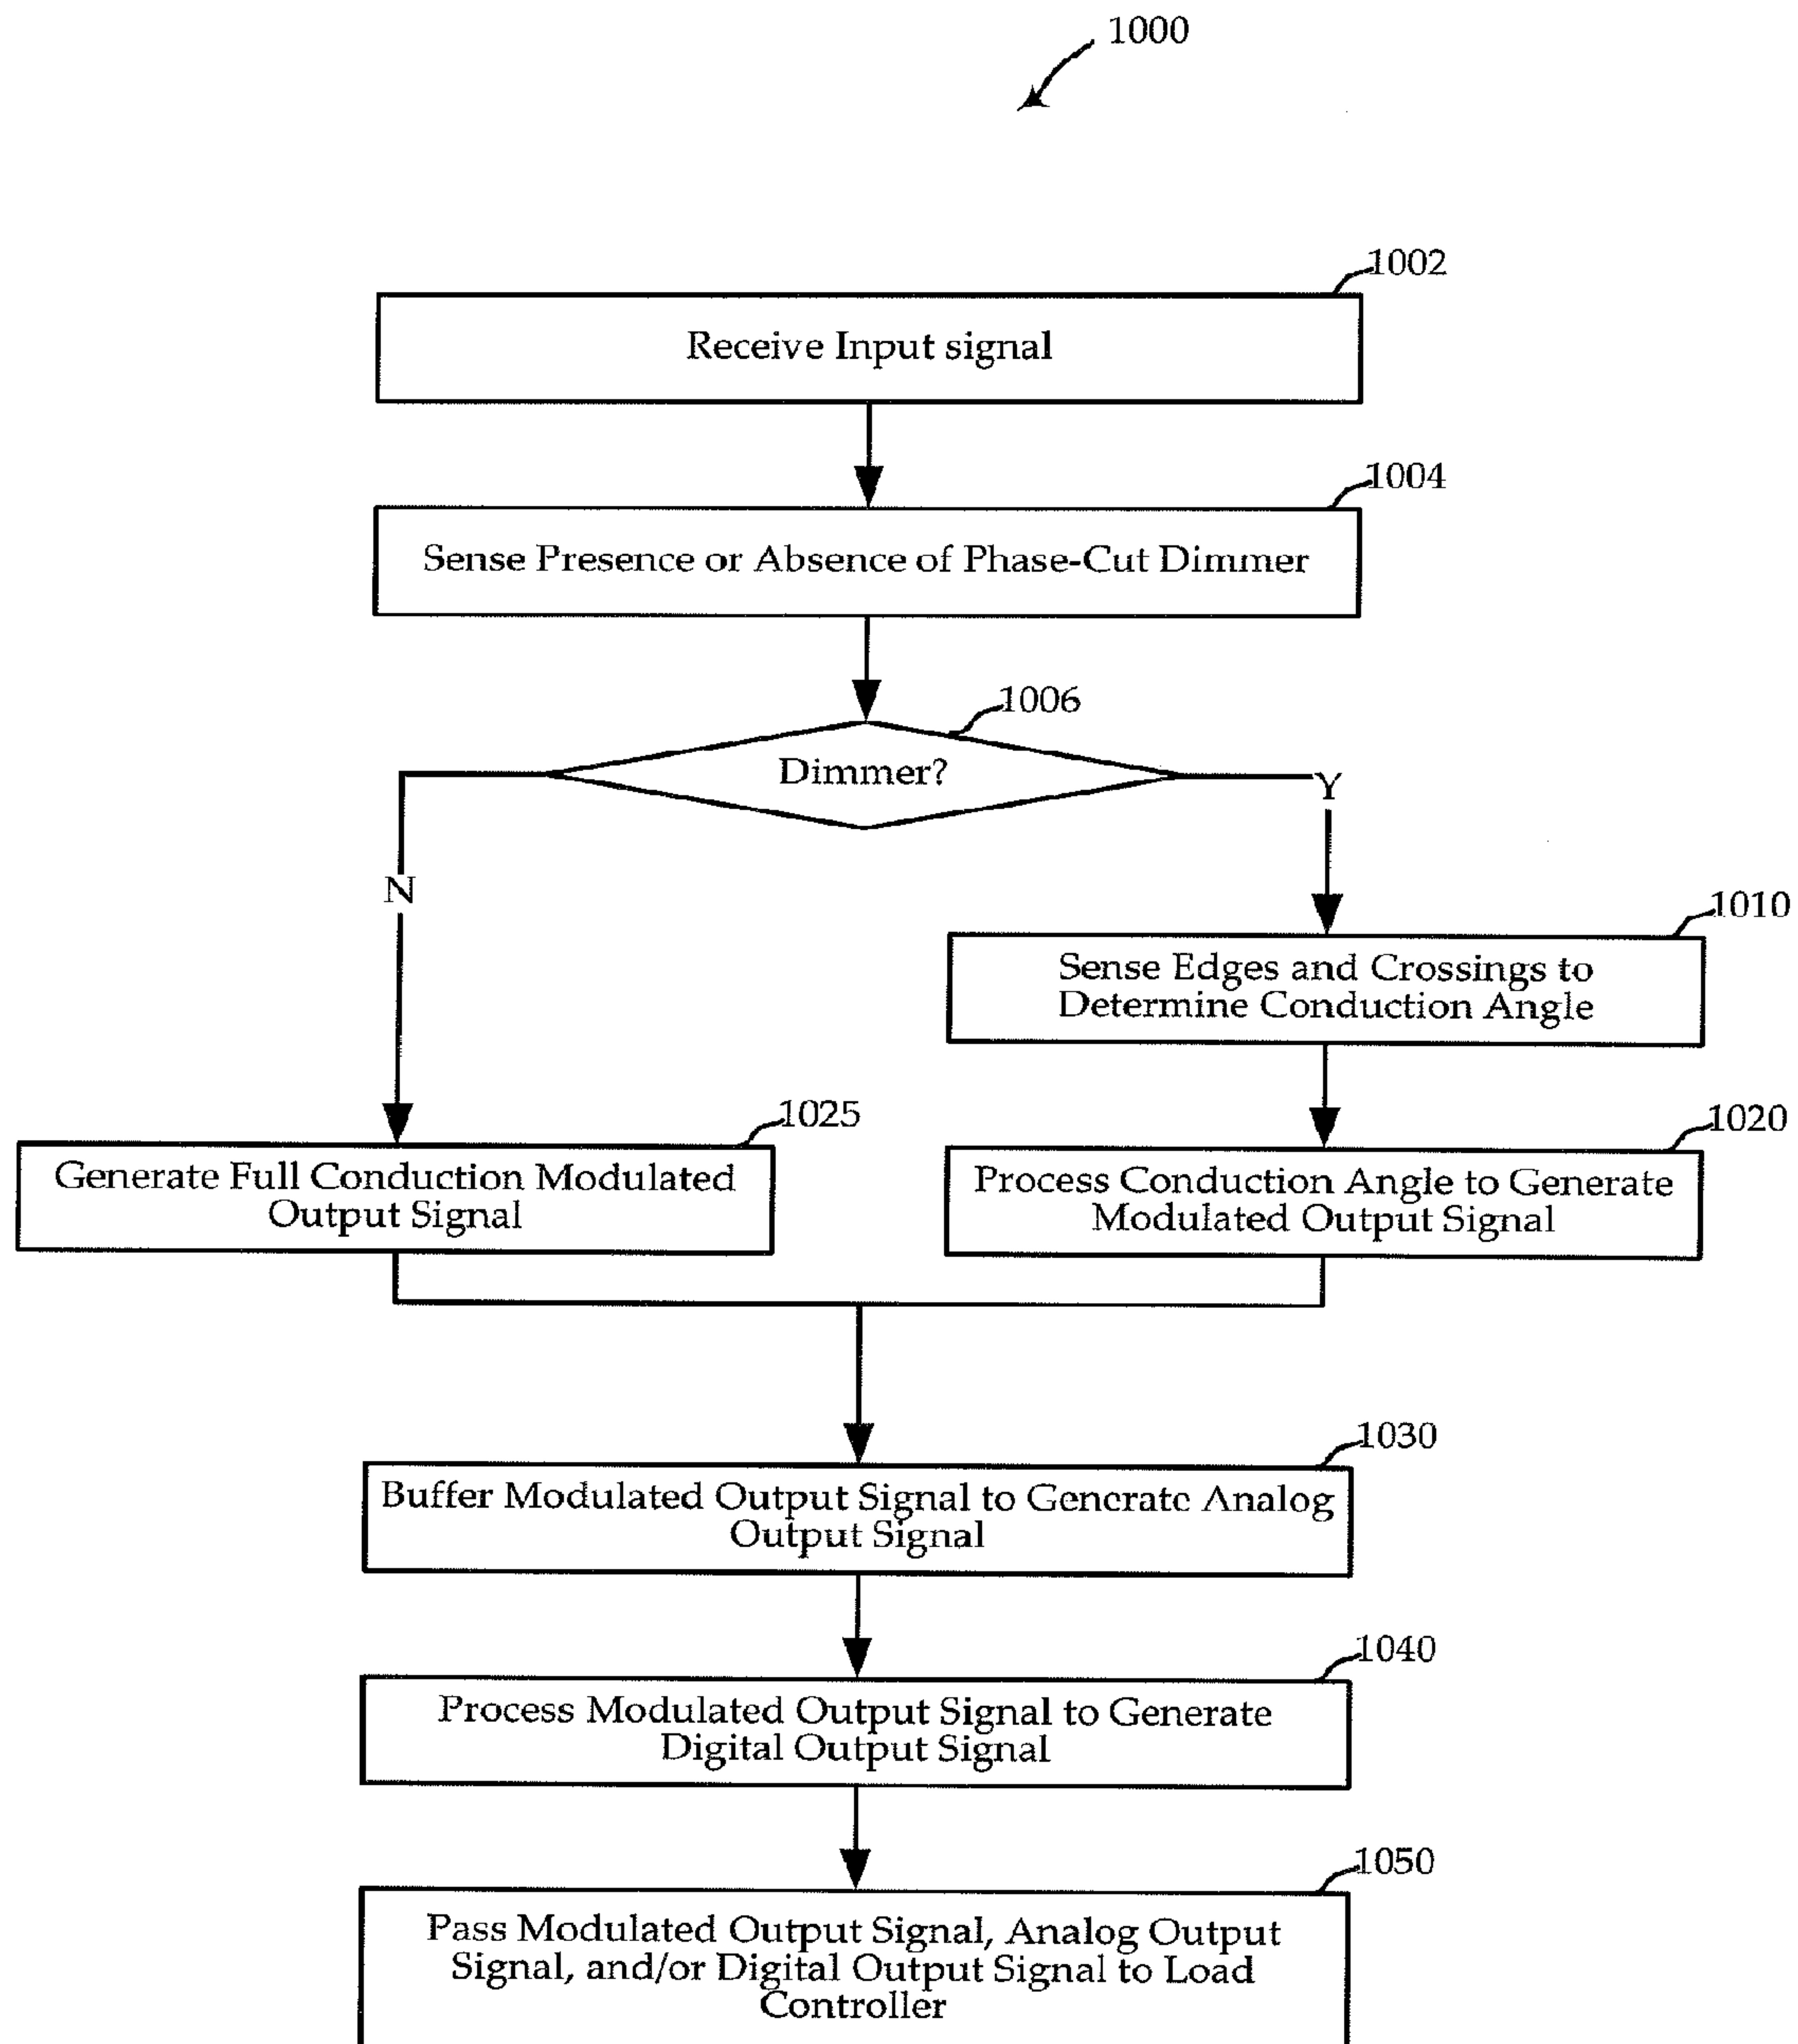 1000
1002
Receive Input signal
1004
Sense Presence or Absence of Phase-Cut Dimmer
1006
Dimmer?
Y
N
1010
Sense Edges and Crossings to
Determine Conduction Angle
1025
Generate Full Conduction Modulated
Output Signal
1020
Process Conduction Angle to Generate
Modulated Output Signal
1030
Buffer Modulated Output Signal to Generate Analog
Output Signal
1040
Process Modulated Output Signal to Generate
Digital Output Signal
1050
Pass Modulated Output Signal, Analog Output
Signal, and/or Digital Output Signal to Load
Controller